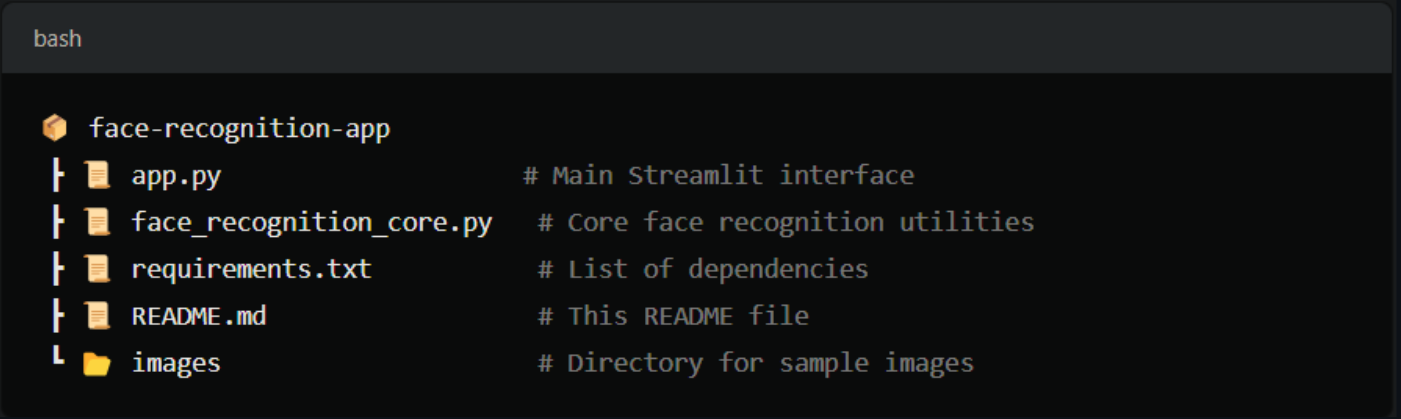 bash
face-recognition-app
app.py # Main Streamlit interface
face_recognition_core.py # Core face recognition utilities
requirements.txt # List of dependencies
README.md # This README file
images # Directory for sample images